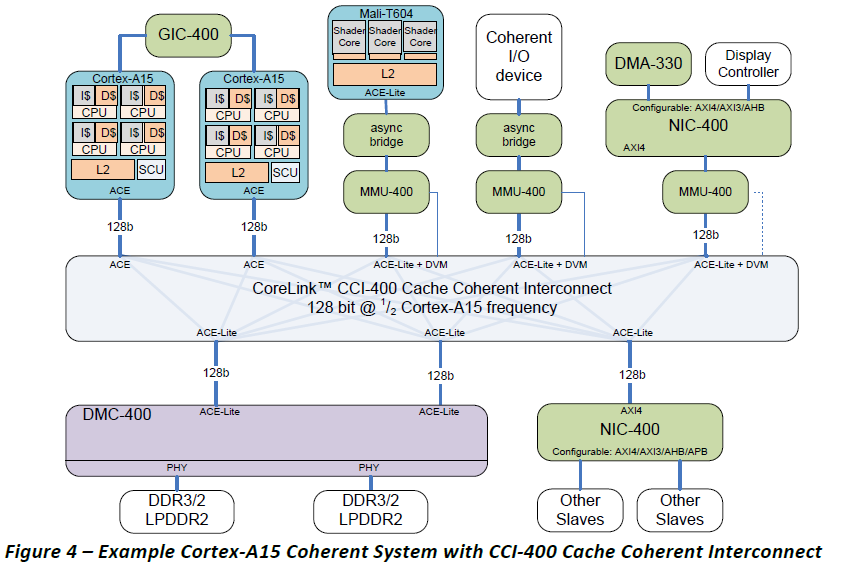 GIC-400
Cortex-A15
I$ D$ I$ D$
CPU CPU
I$ D$ I$ D$
CPU CPU
L2 SCU
ACE
Cortex-A15
I$ D$ I$ D$
CPU CPU
I$ D$ I$ D$
CPU CPU
L2 SCU
ACE
Mali-T604
Shader Shader Shader
Core Core Core
L2
ACE-Lite
async
bridge
MMU-400
Coherent
I/O
device
async
bridge
MMU-400
DMA-330
Display
Controller
Configurable: AXI4/AXI3/AHB
NIC-400
AXI4
MMU-400
128b 128b 128b 128b 128b
ACE ACE ACE-Lite + DVM ACE-Lite + DVM ACE-Lite + DVM
CoreLink™ CCI-400 Cache Coherent Interconnect
128 bit @ 1/2 Cortex-A15 frequency
ACE-Lite ACE-Lite ACE-Lite
128b 128b 128b
DMC-400
ACE-Lite ACE-Lite
PHY PHY
DDR3/2
LPDDR2
DDR3/2
LPDDR2
AXI4
NIC-400
Configurable: AXI4/AXI3/AHB/APB
Other
Slaves
Other
Slaves
Figure 4 – Example Cortex-A15 Coherent System with CCI-400 Cache Coherent Interconnect